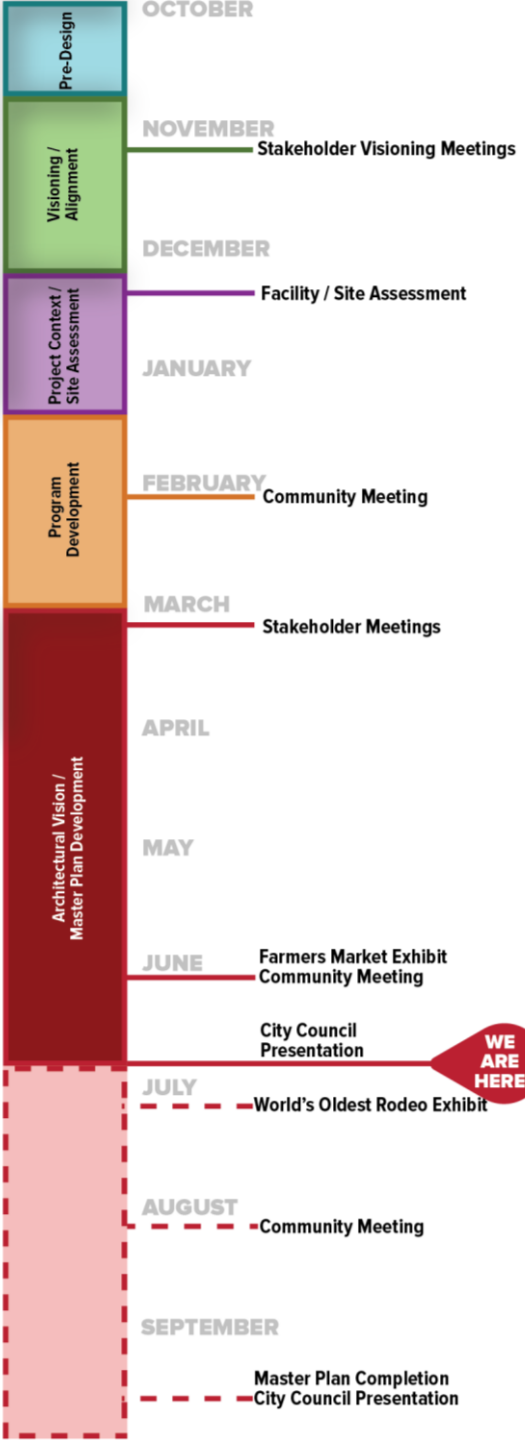 OCTOBER
Pre-Design
NOVEMBER
Stakeholder Visioning Meetings
Visioning /
Alignment
DECEMBER
Facility / Site Assessment
Project Context /
Site Assessment
JANUARY
FEBRUARY
Community Meeting
Program
Development
MARCH
Stakeholder Meetings
APRIL
Architectural Vision /
Master Plan Development
MAY
JUNE
Farmers Market Exhibit
Community Meeting
City Council
Presentation
WE
ARE
HERE
JULY
World's Oldest Rodeo Exhibit
AUGUST
Community Meeting
SEPTEMBER
Master Plan Completion
City Council Presentation